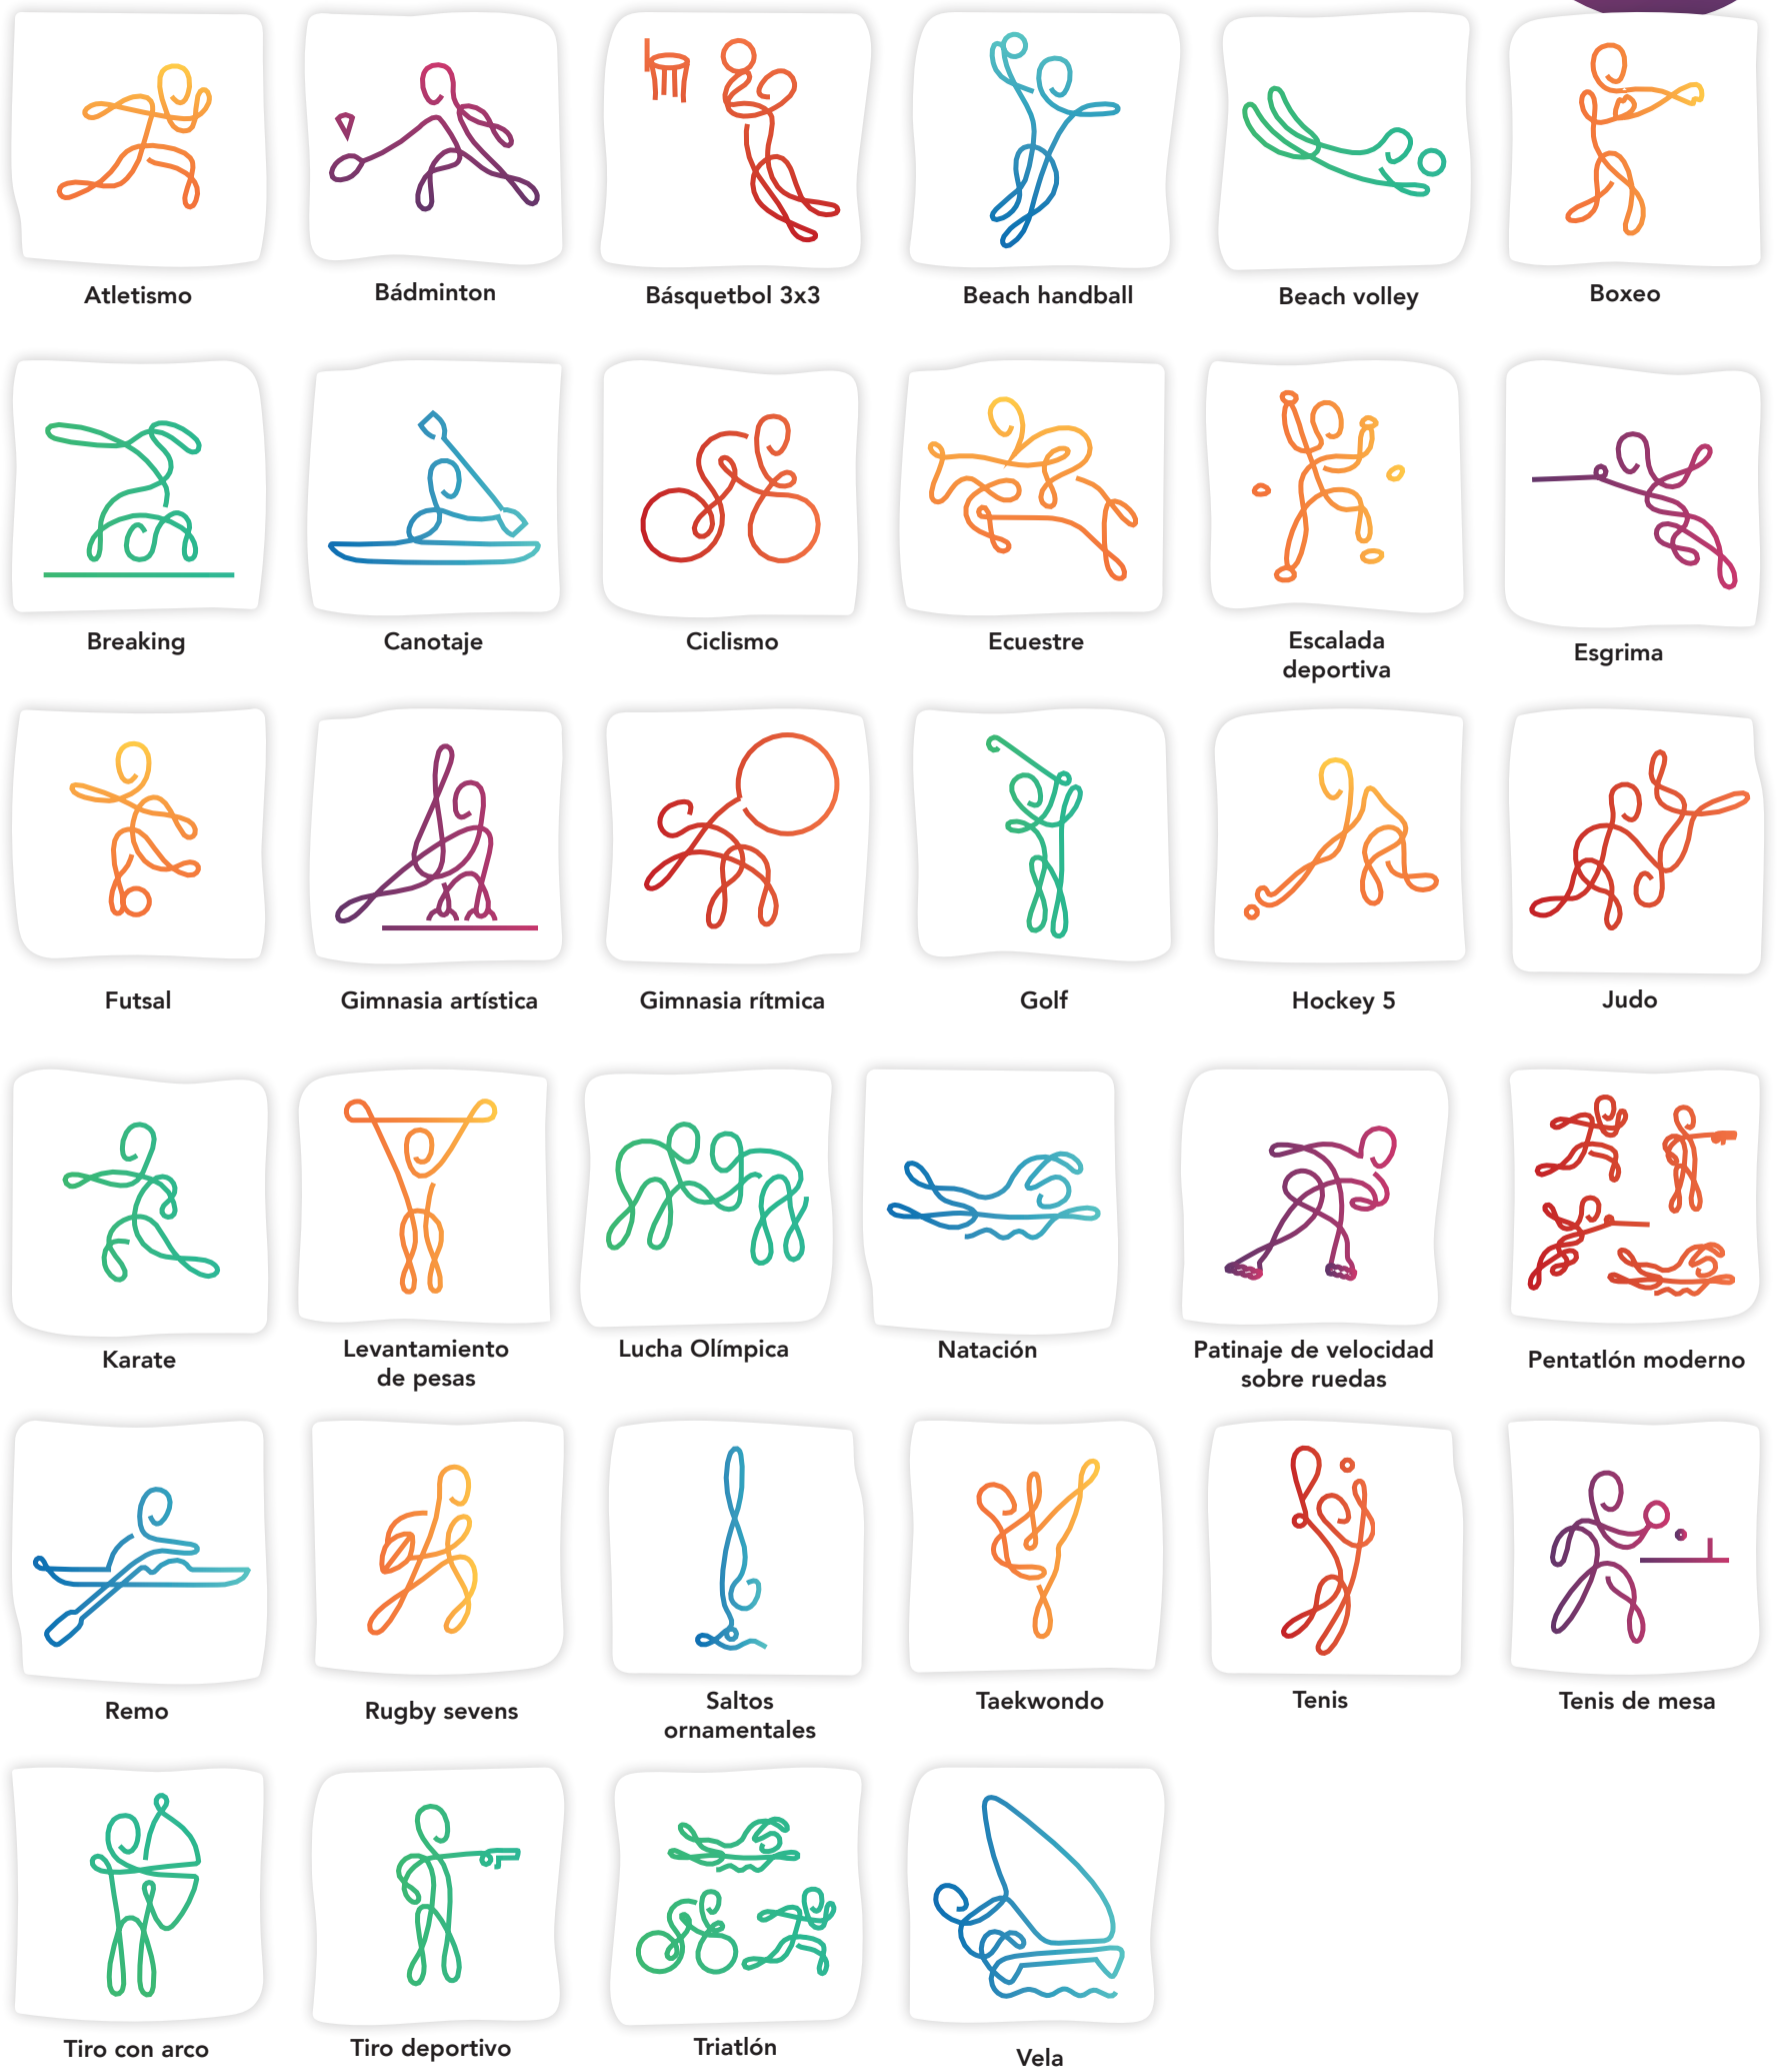 Atletismo
Bádminton
Básquetbol 3x3
Beach handball
Beach volley
Boxeo
Breaking
Canotaje
Ciclismo
Ecuestre
Escalada
deportiva
Esgrima
Futsal
Gimnasia artística
Gimnasia rítmica
Golf
Hockey 5
Judo
Karate
Levantamiento
de pesas
Lucha Olímpica
Natación
Patinaje de velocidad
sobre ruedas
Pentatlón moderno
Remo
Rugby sevens
Saltos
ornamentales
Taekwondo
Tenis
Tenis de mesa
Tiro con arco
Tiro deportivo
Triatlón
Vela